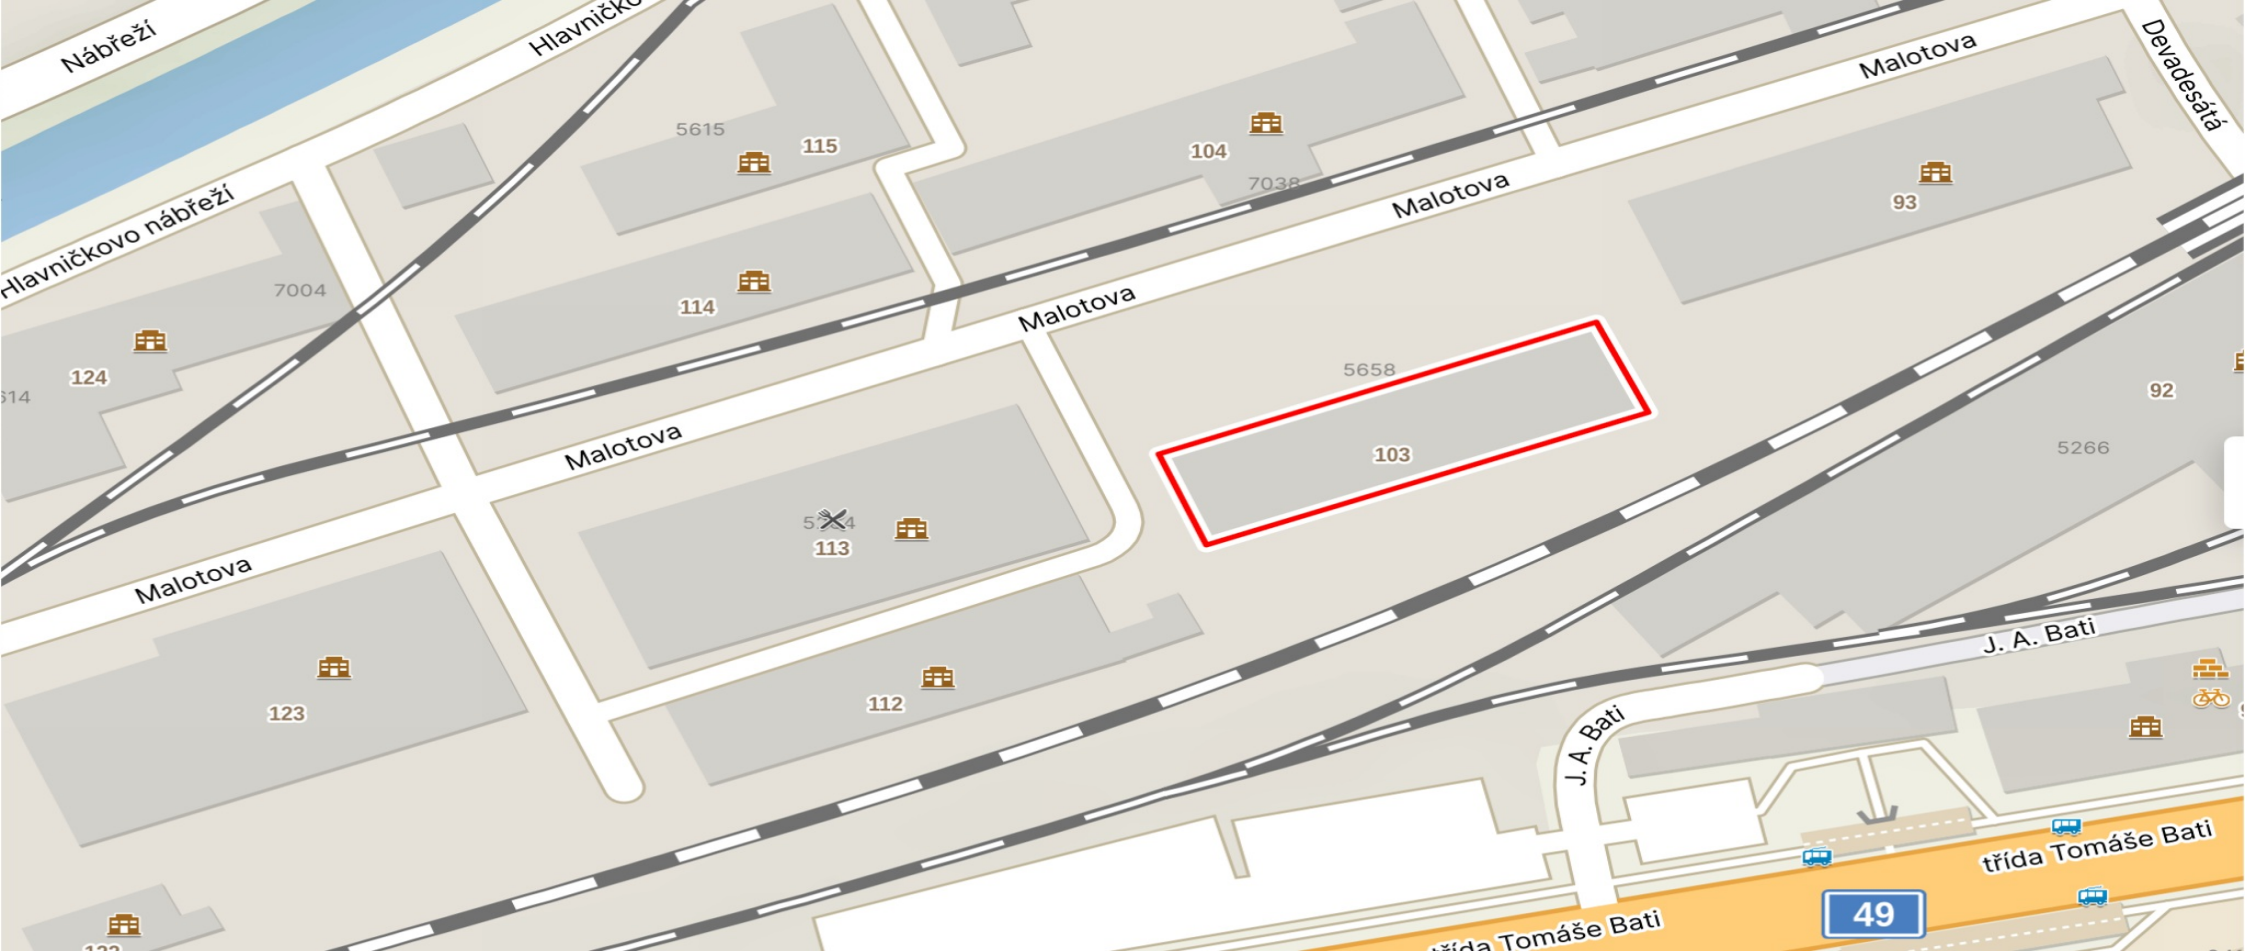 Nábřeží
Hlavničko
Devadesátá
Malotova
5615
115
104
7038
Malotova
93
Hlavničkovo nábřeží
7004
114
Malotova
124
614
5658
92
Malotova
103
5266
113
Malotova
J. A. Bati
112
123
J. A. Bati
třída Tomáše Bati
49
třída Tomáše Bati